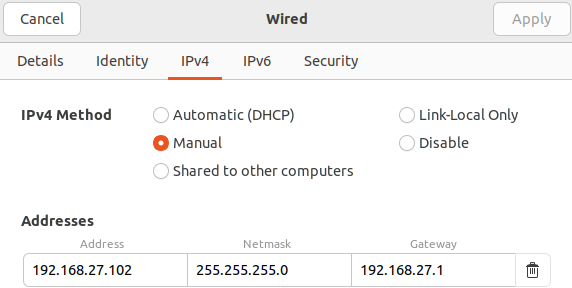 Cancel Wired Apply
Details Identity IPv4 IPv6 Security
IPv4 Method Automatic (DHCP) Link-Local Only
Manual Disable
Shared to other computers
Addresses
Address Netmask Gateway
192.168.27.102 255.255.255.0 192.168.27.1